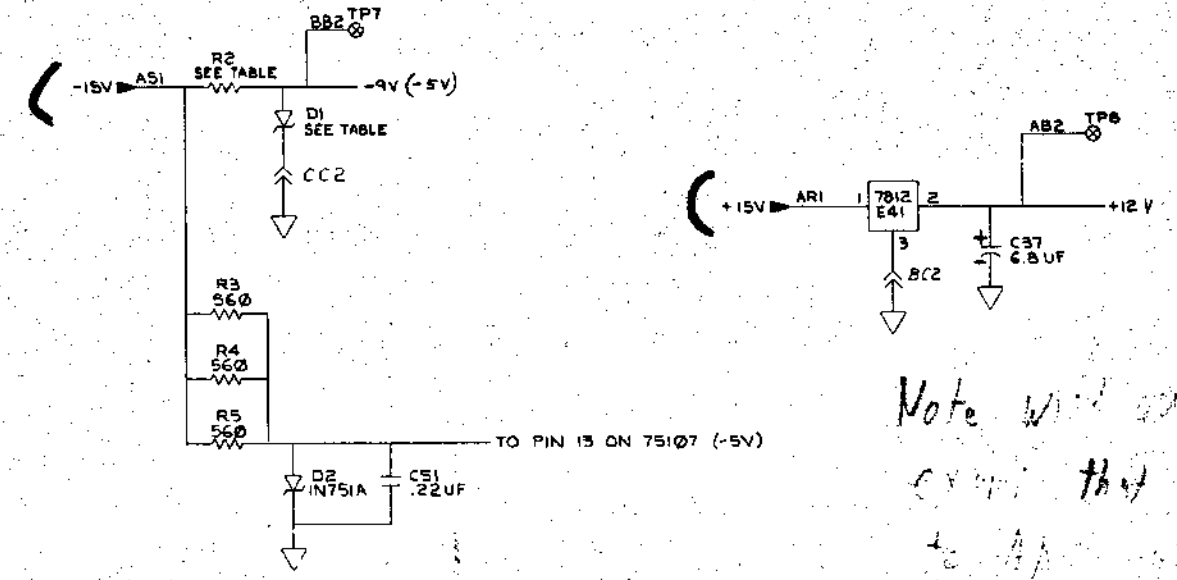 BB2 TP7
R2
SEE TABLE
-15V AS1
-9V (-5V)
D1
SEE TABLE
CC2
AB2 TP8
+15V AR1 1 7812 2 +12V
E41
3
C37
6.8UF
+
-
BC2
R3
560
R4
560
R5
560
TO PIN 13 ON 75107 (-5V)
D2
1N751A
C51
.22UF
Note
that
to